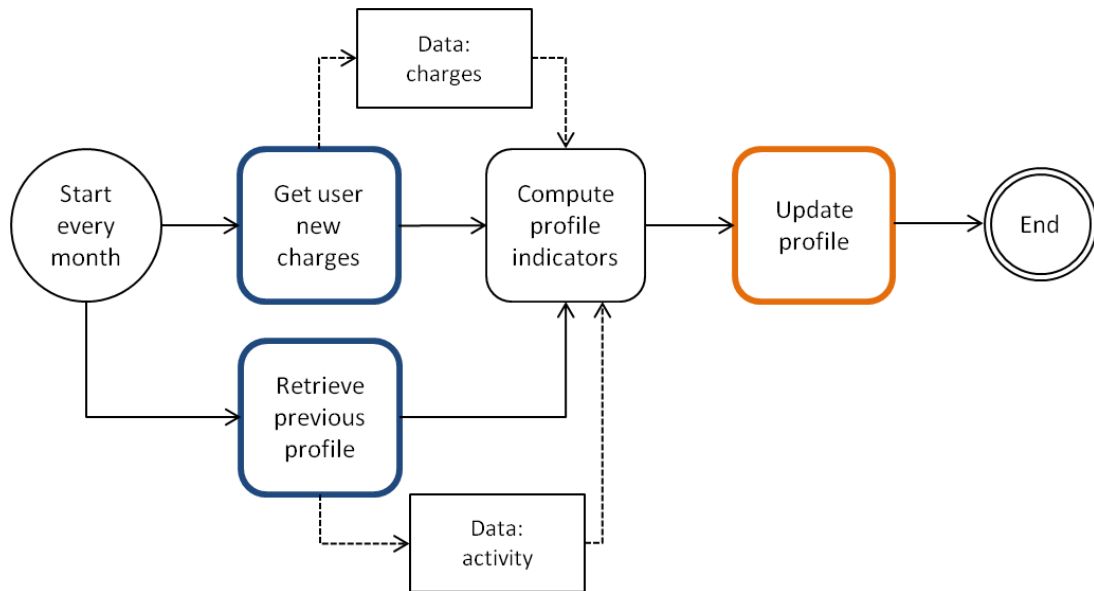 Data:
charges
Start
every
month
Get user
new
charges
Compute
profile
indicators
Update
profile
End
Retrieve
previous
profile
Data:
activity